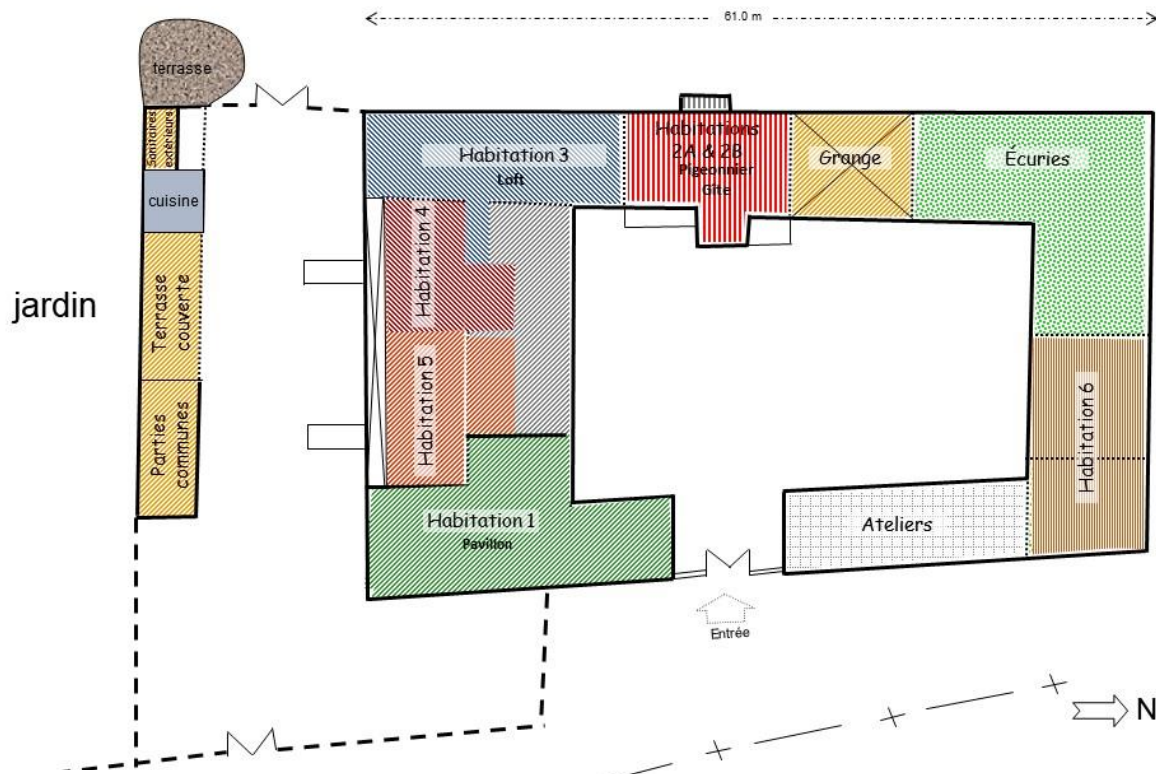 61.0 m
terrasse
Sanitaires
extérieurs
cuisine
jardin
Terrasse
couverte
Parties
communes
Habitation 3
Loft
Habitations
2A & 2B
Pigeonnier
Gîte
Grange
Écuries
Habitation 4
Habitation 5
Habitation 6
Habitation 1
Pavillon
Ateliers
Entrée
N